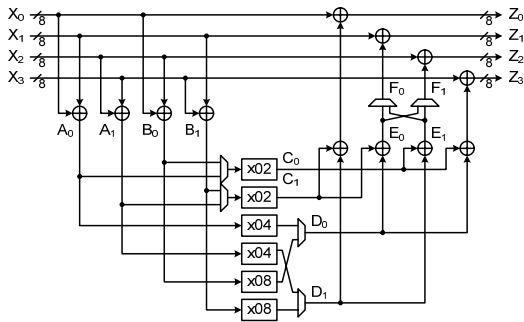 X0 8 8 Z0
X1 8 8 Z1
X2 8 8 Z2
X3 8 8 Z3
F0 F1
A0 A1 B0 B1
E0 E1
C0
x02
C1
x02
x04 D0
x04
x08
D1
x08